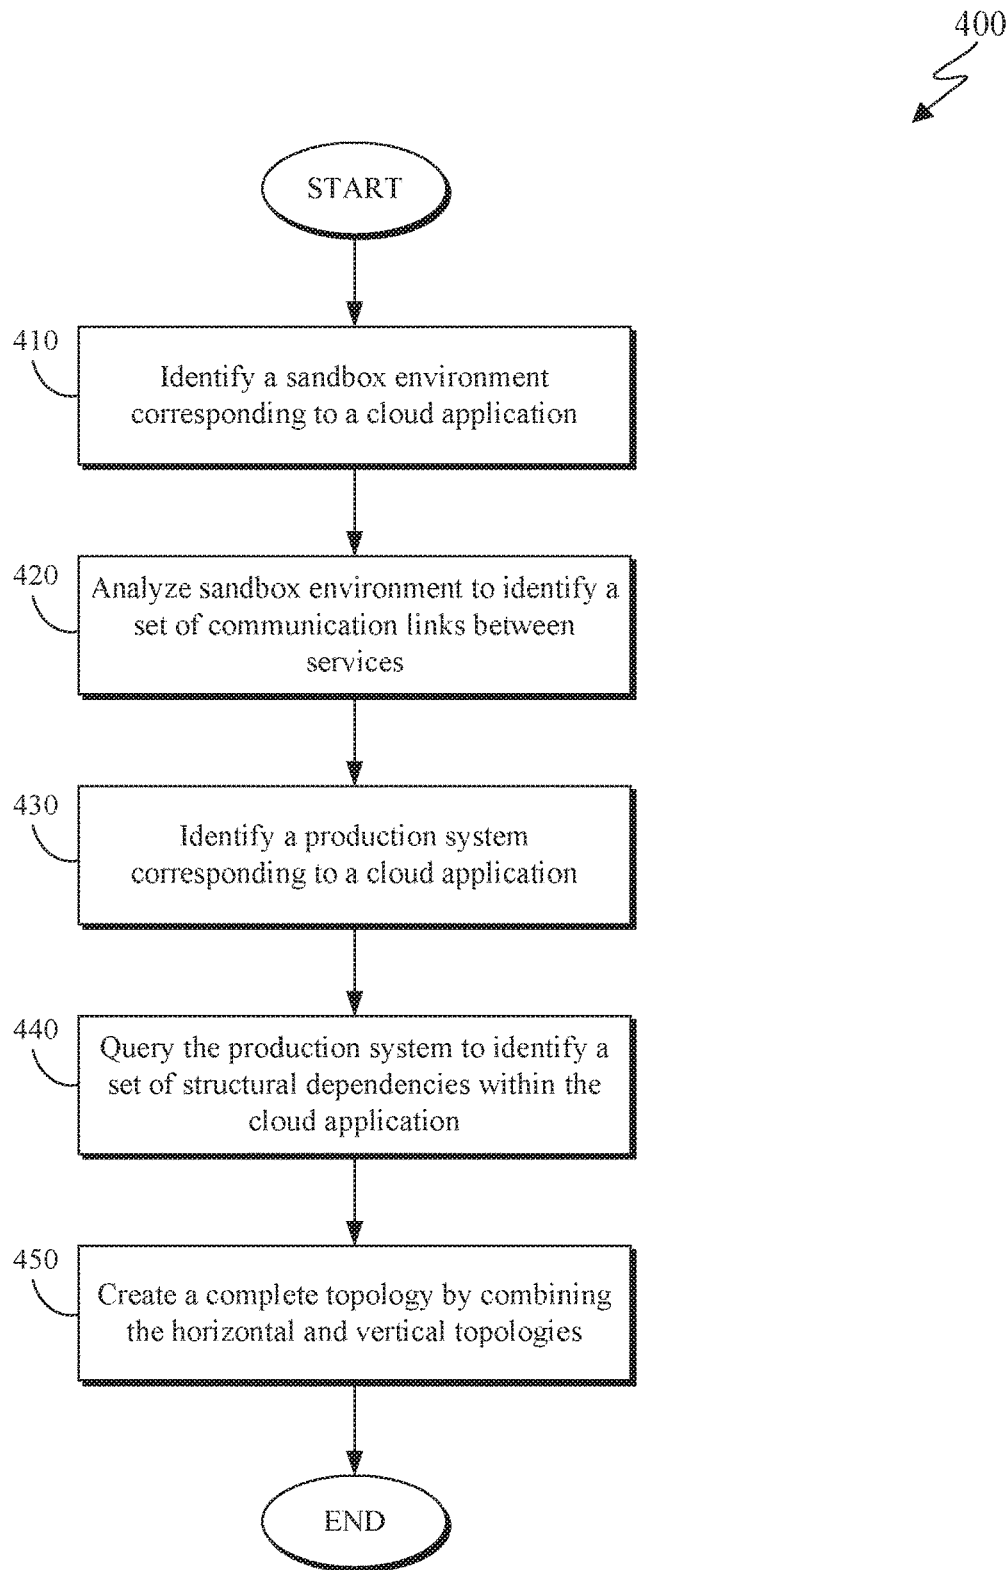 400
START
410
Identify a sandbox environment
corresponding to a cloud application
420
Analyze sandbox environment to identify a
set of communication links between
services
430
Identify a production system
corresponding to a cloud application
440
Query the production system to identify a
set of structural dependencies within the
cloud application
450
Create a complete topology by combining
the horizontal and vertical topologies
END